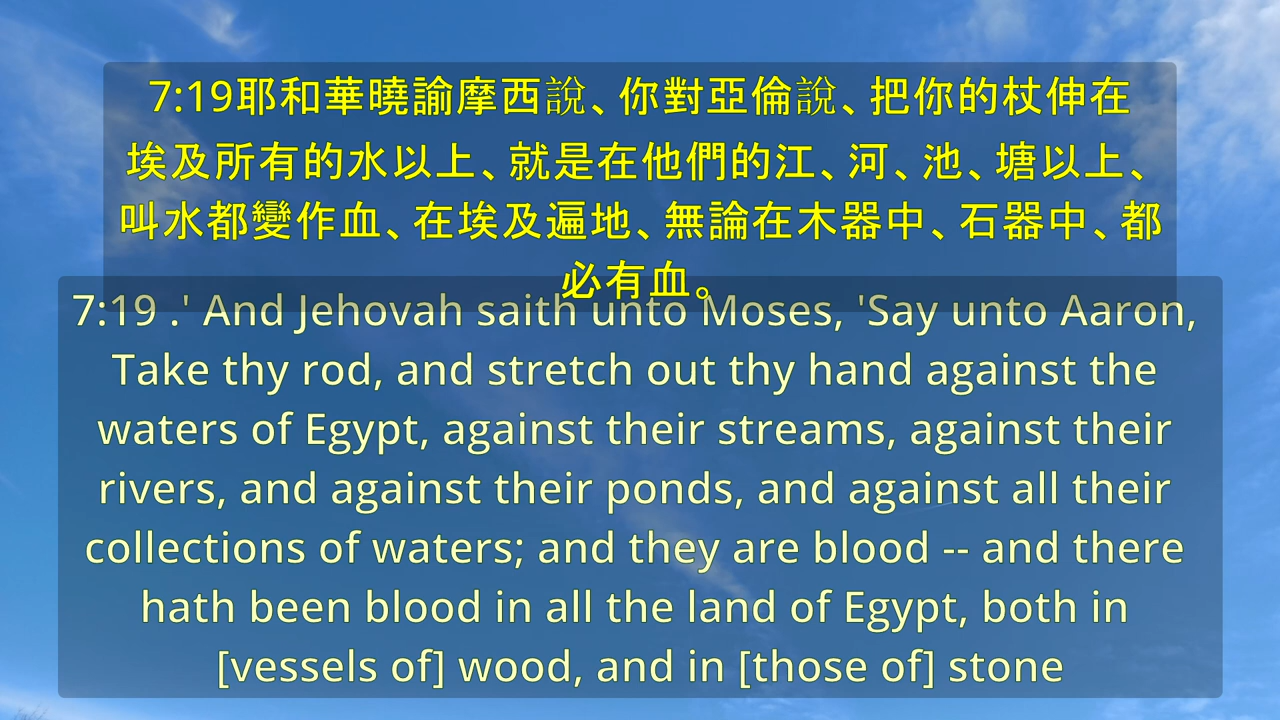 7:19耶和華曉諭摩西說、你對亞倫說、把你的杖伸在
埃及所有的水以上、就是在他們的江、河、池、塘以上、
叫水都變作血、在埃及遍地、無論在木器中、石器中、都
必有血。
7:19 .' And Jehovah saith unto Moses, 'Say unto Aaron,
Take thy rod, and stretch out thy hand against the
waters of Egypt, against their streams, against their
rivers, and against their ponds, and against all their
collections of waters; and they are blood -- and there
hath been blood in all the land of Egypt, both in
[vessels of] wood, and in [those of] stone